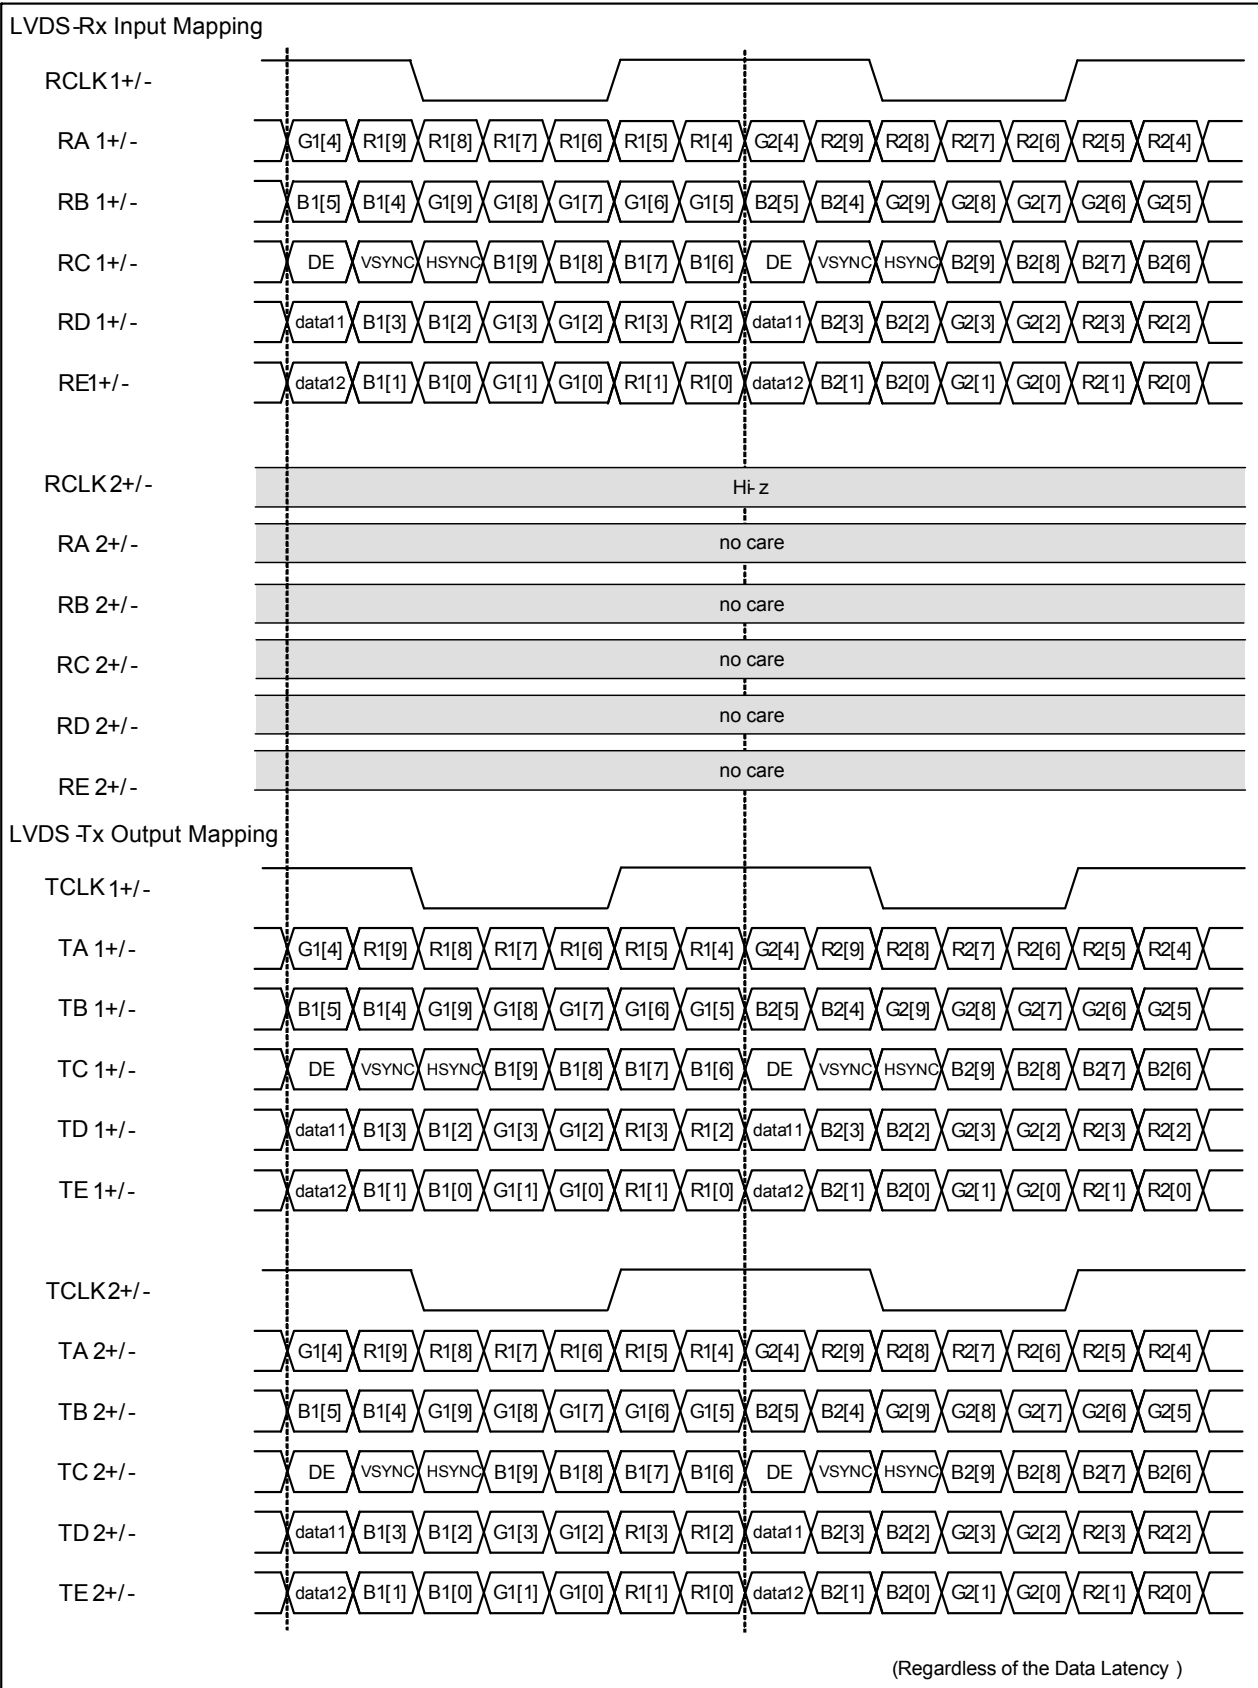 LVDS-Rx Input Mapping
RCLK1+/-
RA 1+/- G1[4] R1[9] R1[8] R1[7] R1[6] R1[5] R1[4] G2[4] R2[9] R2[8] R2[7] R2[6] R2[5] R2[4]
RB 1+/- B1[5] B1[4] G1[9] G1[8] G1[7] G1[6] G1[5] B2[5] B2[4] G2[9] G2[8] G2[7] G2[6] G2[5]
RC 1+/- DE VSYNC HSYNC B1[9] B1[8] B1[7] B1[6] DE VSYNC HSYNC B2[9] B2[8] B2[7] B2[6]
RD 1+/- data11 B1[3] B1[2] G1[3] G1[2] R1[3] R1[2] data11 B2[3] B2[2] G2[3] G2[2] R2[3] R2[2]
RE1+/- data12 B1[1] B1[0] G1[1] G1[0] R1[1] R1[0] data12 B2[1] B2[0] G2[1] G2[0] R2[1] R2[0]
RCLK2+/- Hi-z
RA 2+/- no care
RB 2+/- no care
RC 2+/- no care
RD 2+/- no care
RE 2+/- no care
LVDS-Tx Output Mapping
TCLK1+/-
TA 1+/- G1[4] R1[9] R1[8] R1[7] R1[6] R1[5] R1[4] G2[4] R2[9] R2[8] R2[7] R2[6] R2[5] R2[4]
TB 1+/- B1[5] B1[4] G1[9] G1[8] G1[7] G1[6] G1[5] B2[5] B2[4] G2[9] G2[8] G2[7] G2[6] G2[5]
TC 1+/- DE VSYNC HSYNC B1[9] B1[8] B1[7] B1[6] DE VSYNC HSYNC B2[9] B2[8] B2[7] B2[6]
TD 1+/- data11 B1[3] B1[2] G1[3] G1[2] R1[3] R1[2] data11 B2[3] B2[2] G2[3] G2[2] R2[3] R2[2]
TE 1+/- data12 B1[1] B1[0] G1[1] G1[0] R1[1] R1[0] data12 B2[1] B2[0] G2[1] G2[0] R2[1] R2[0]
TCLK2+/-
TA 2+/- G1[4] R1[9] R1[8] R1[7] R1[6] R1[5] R1[4] G2[4] R2[9] R2[8] R2[7] R2[6] R2[5] R2[4]
TB 2+/- B1[5] B1[4] G1[9] G1[8] G1[7] G1[6] G1[5] B2[5] B2[4] G2[9] G2[8] G2[7] G2[6] G2[5]
TC 2+/- DE VSYNC HSYNC B1[9] B1[8] B1[7] B1[6] DE VSYNC HSYNC B2[9] B2[8] B2[7] B2[6]
TD 2+/- data11 B1[3] B1[2] G1[3] G1[2] R1[3] R1[2] data11 B2[3] B2[2] G2[3] G2[2] R2[3] R2[2]
TE 2+/- data12 B1[1] B1[0] G1[1] G1[0] R1[1] R1[0] data12 B2[1] B2[0] G2[1] G2[0] R2[1] R2[0]
(Regardless of the Data Latency )